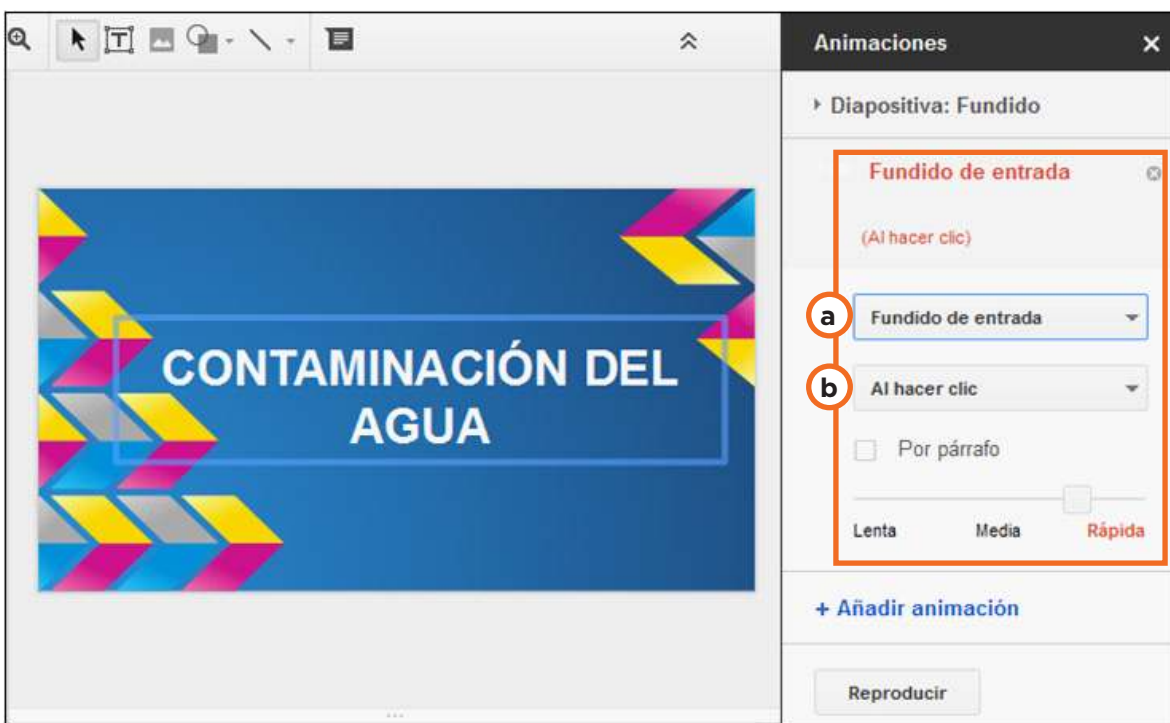 Animaciones
Diapositiva: Fundido
Fundido de entrada
(Al hacer clic)
a
Fundido de entrada
b
Al hacer clic
Por párrafo
Lenta Media Rápida
+ Añadir animación
Reproducir
CONTAMINACIÓN DEL
AGUA